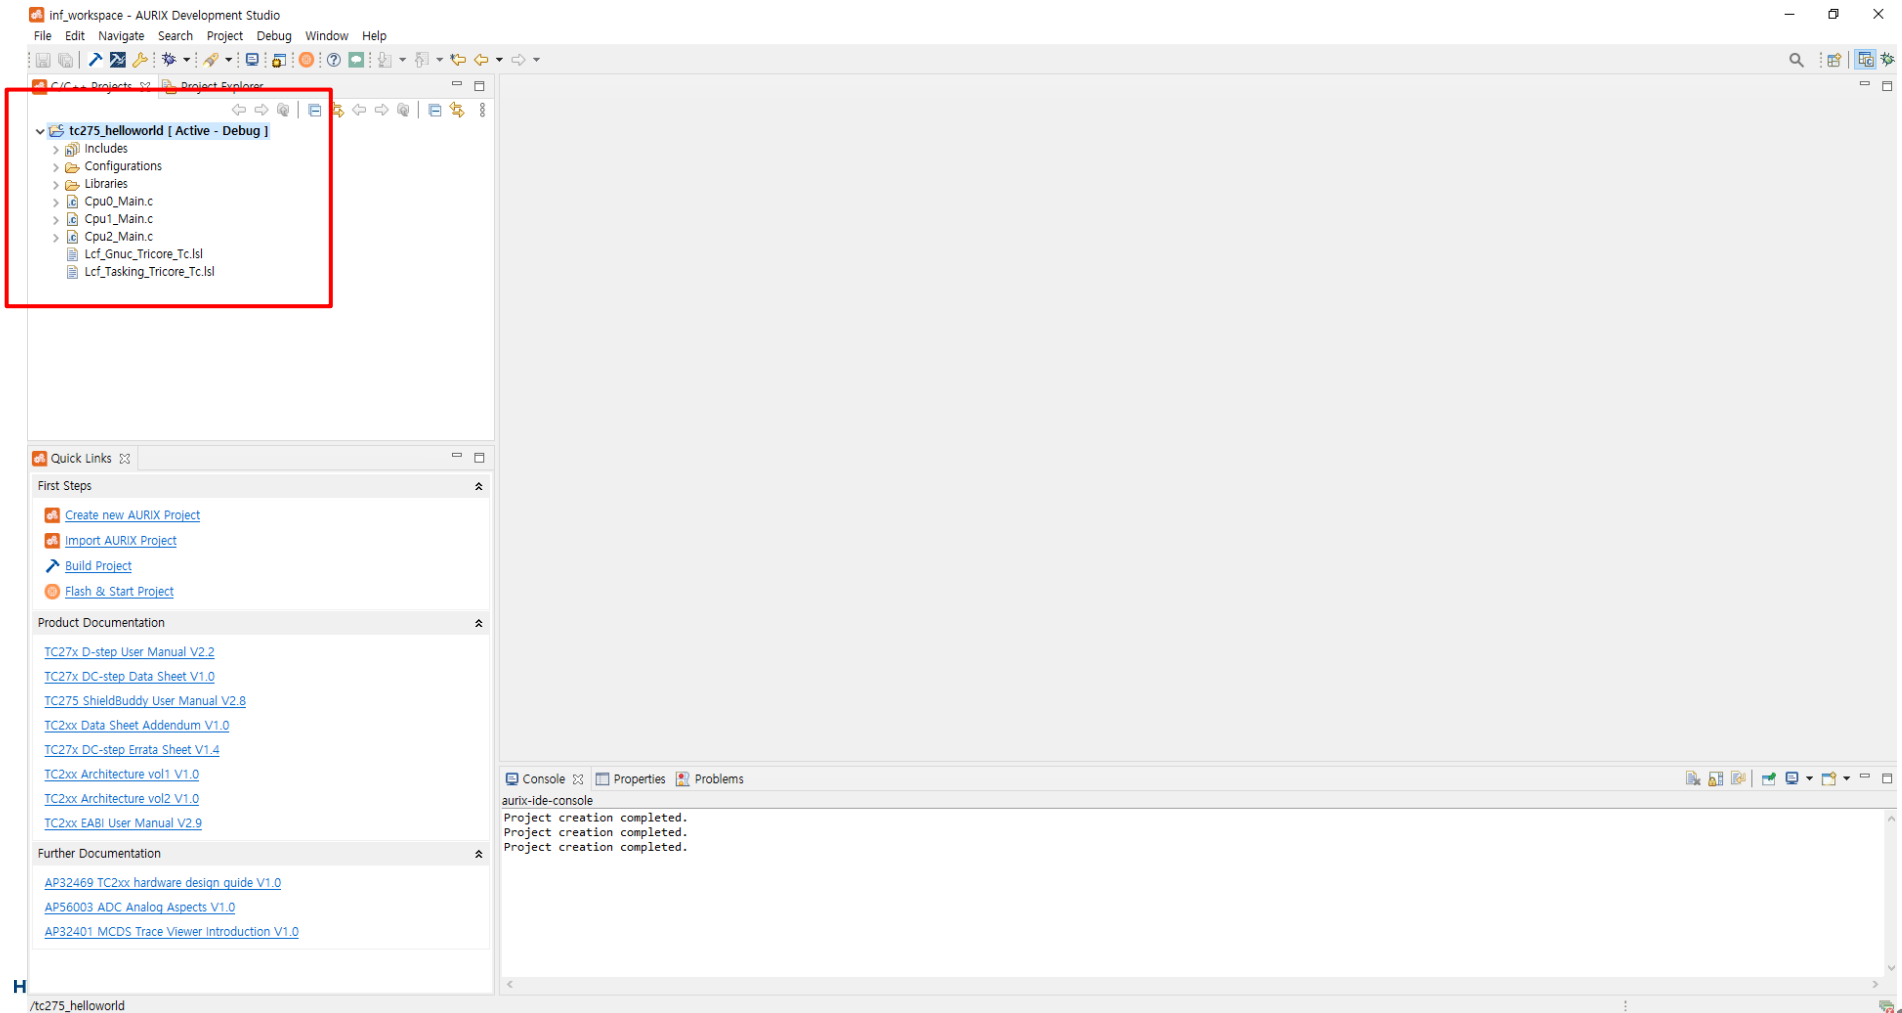 inf_workspace - AURIX Development Studio
File Edit Navigate Search Project Debug Window Help
C/C++ Projects Project Explorer
tc275_helloworld [ Active - Debug ]
Includes
Configurations
Libraries
Cpu0_Main.c
Cpu1_Main.c
Cpu2_Main.c
Lcf_Gnuc_Tricore_Tc.lsl
Lcf_Tasking_Tricore_Tc.lsl
Quick Links
First Steps
Create new AURIX Project
Import AURIX Project
Build Project
Flash & Start Project
Product Documentation
TC27x D-step User Manual V2.2
TC27x DC-step Data Sheet V1.0
TC275 ShieldBuddy User Manual V2.8
TC2xx Data Sheet Addendum V1.0
TC27x DC-step Errata Sheet V1.4
TC2xx Architecture vol1 V1.0
TC2xx Architecture vol2 V1.0
TC2xx EABI User Manual V2.9
Further Documentation
AP32469 TC2xx hardware design guide V1.0
AP56003 ADC Analog Aspects V1.0
AP32401 MCDS Trace Viewer Introduction V1.0
Console Properties Problems
aurix-ide-console
Project creation completed.
Project creation completed.
Project creation completed.
H
/tc275_helloworld